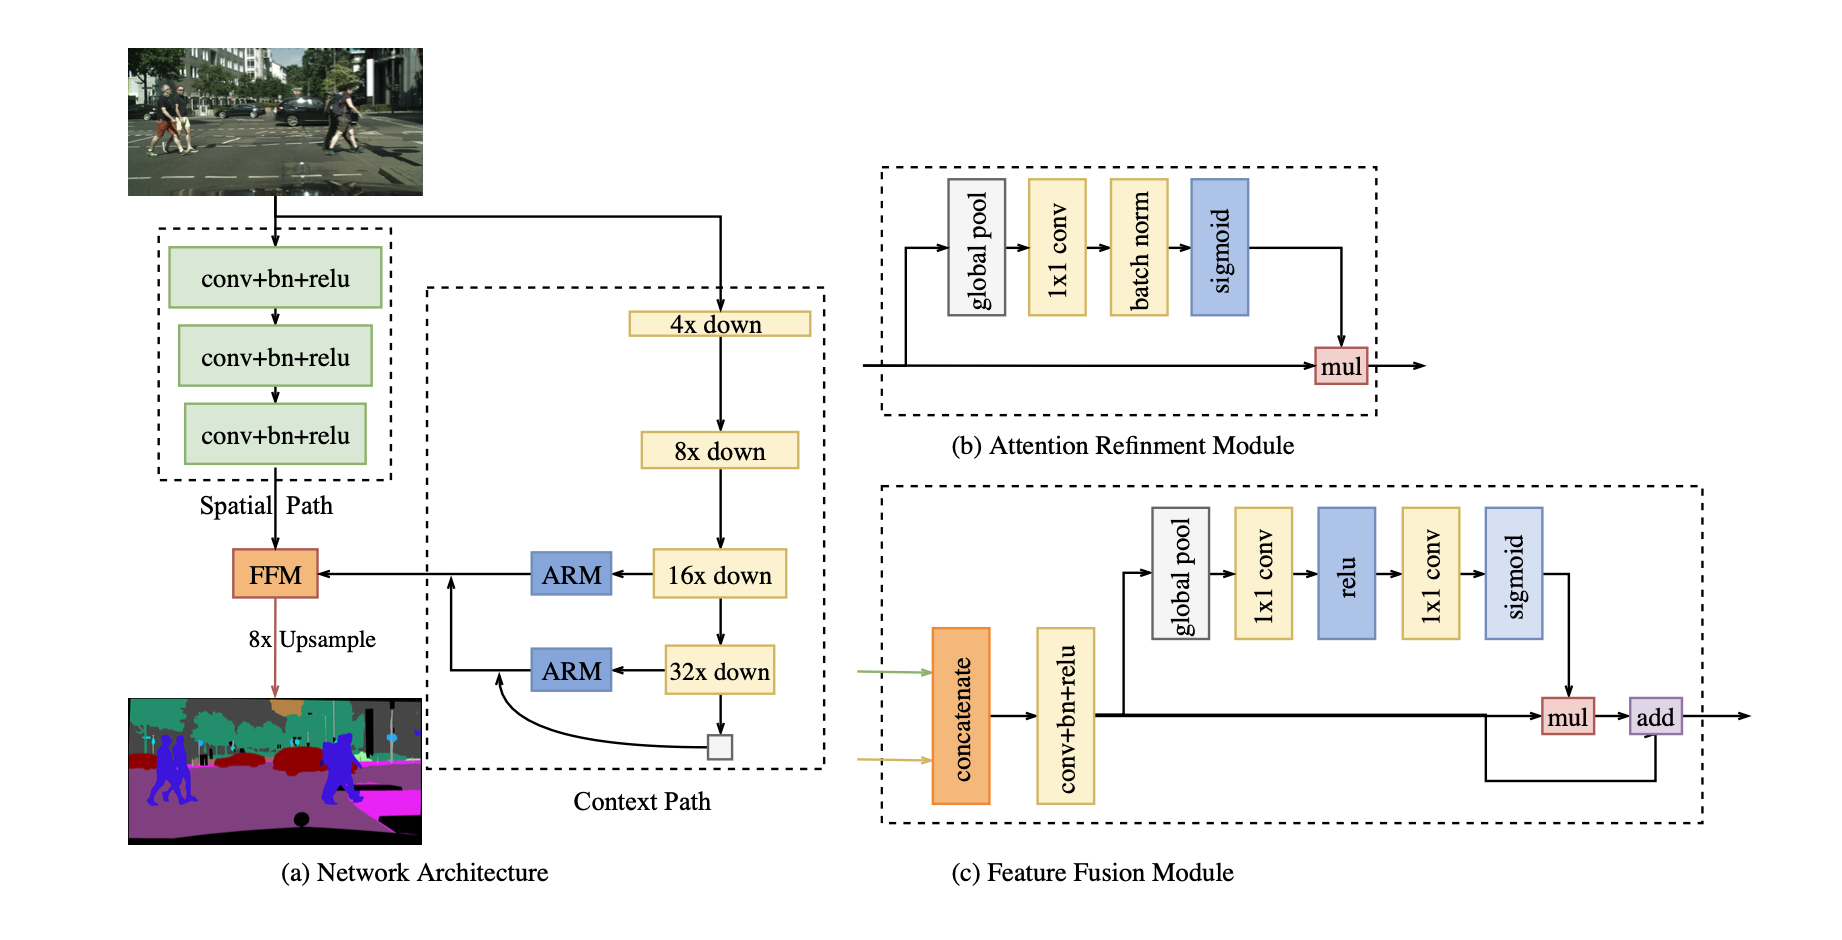 conv+bn+relu
conv+bn+relu
conv+bn+relu
Spatial Path
FFM
8x Upsample
4x down
8x down
ARM
16x down
ARM
32x down
Context Path
(a) Network Architecture
global pool
1x1 conv
batch norm
sigmoid
mul
(b) Attention Refinment Module
concatenate
conv+bn+relu
global pool
1x1 conv
relu
1x1 conv
sigmoid
mul
add
(c) Feature Fusion Module